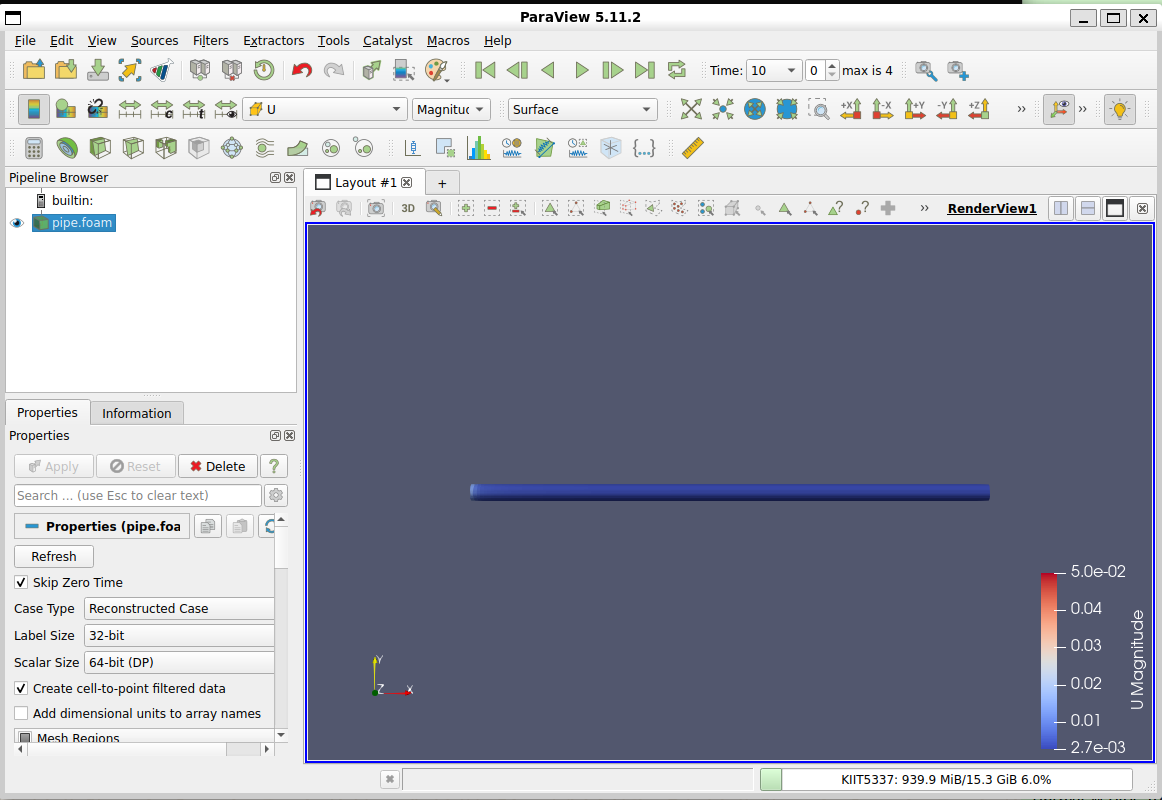 ParaView 5.11.2
File Edit View Sources Filters Extractors Tools Catalyst Macros Help
Time: 10 0 max is 4
U Magnituc Surface +X -X +Y -Y +Z
Pipeline Browser
builtin:
pipe.foam
Layout #1 +
3D RenderView1
Properties Information
Properties
Apply Reset Delete ?
Search ... (use Esc to clear text)
Properties (pipe.foa
Refresh
Skip Zero Time
Case Type Reconstructed Case
Label Size 32-bit
Scalar Size 64-bit (DP)
Create cell-to-point filtered data
Add dimensional units to array names
Mesh Regions
Y
Z X
5.0e-02
0.04
0.03
0.02
0.01
2.7e-03
U Magnitude
KIIT5337: 939.9 MiB/15.3 GiB 6.0%